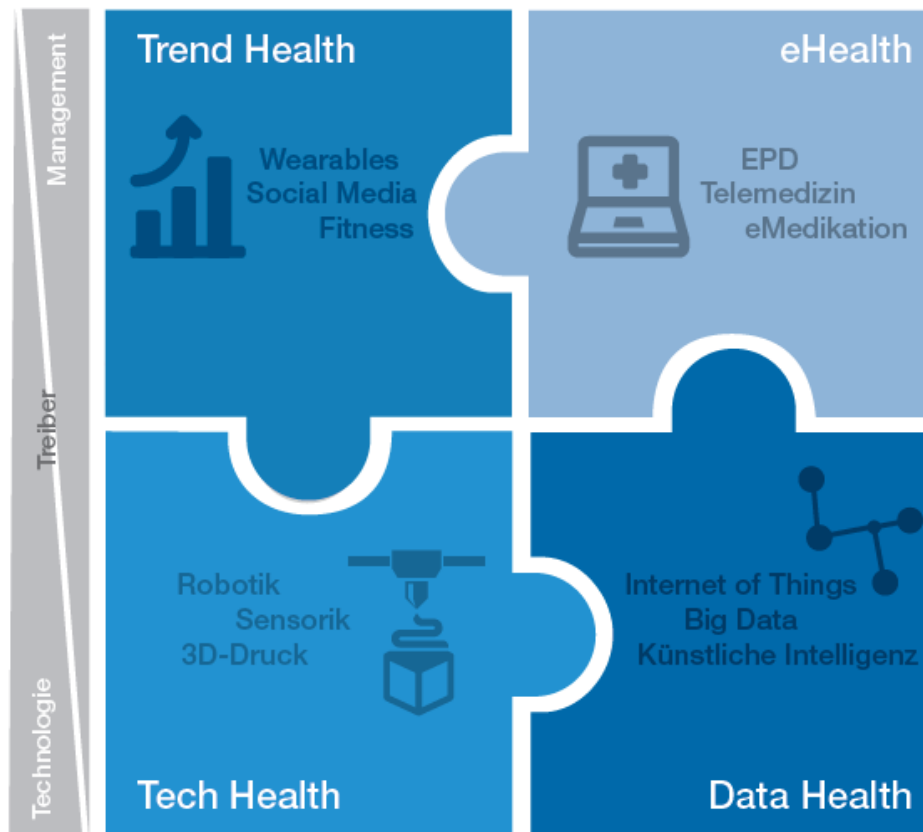 Management
Treiber
Technologie
Trend Health
Wearables
Social Media
Fitness
eHealth
EPD
Telemedizin
eMedikation
Robotik
Sensorik
3D-Druck
Tech Health
Internet of Things
Big Data
Künstliche Intelligenz
Data Health